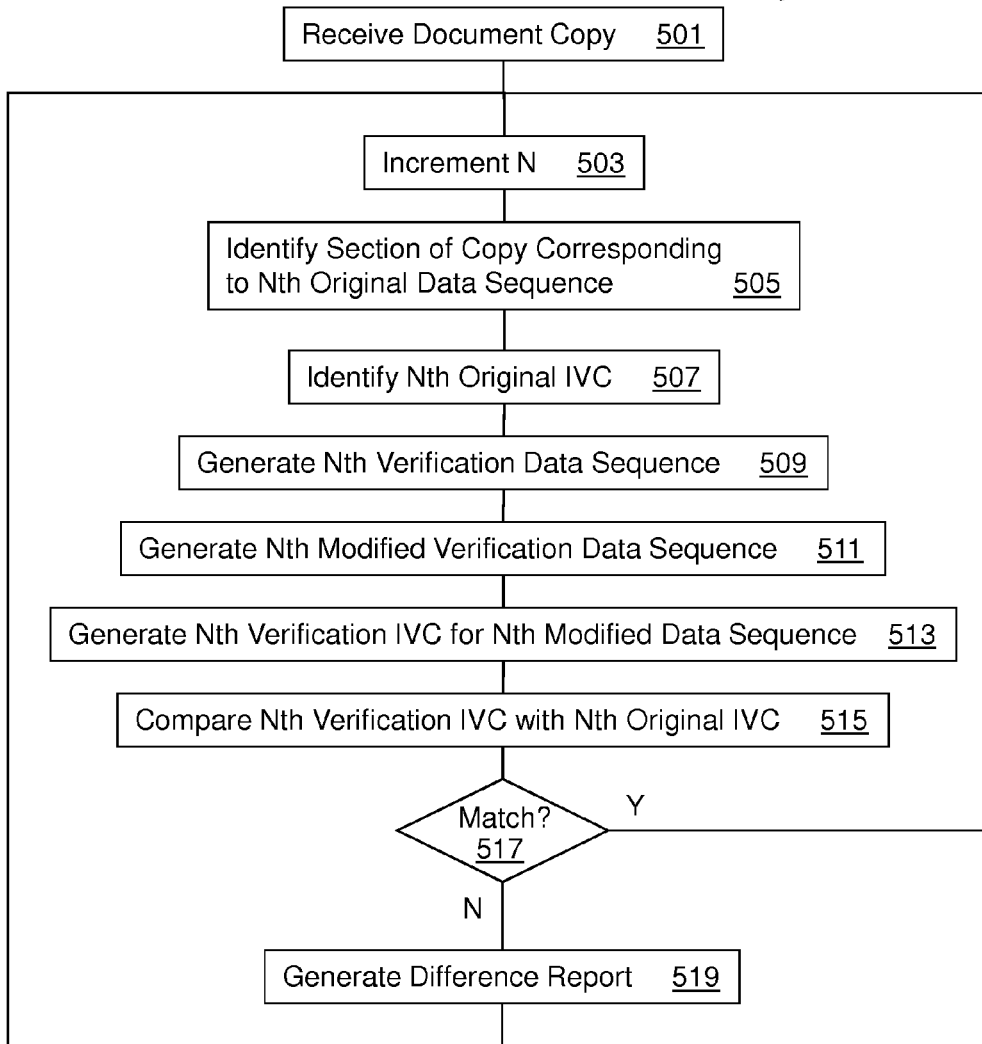 Receive Document Copy 501
Increment N 503
Identify Section of Copy Corresponding
to Nth Original Data Sequence 505
Identify Nth Original IVC 507
Generate Nth Verification Data Sequence 509
Generate Nth Modified Verification Data Sequence 511
Generate Nth Verification IVC for Nth Modified Data Sequence 513
Compare Nth Verification IVC with Nth Original IVC 515
Match?
517
Y
N
Generate Difference Report 519